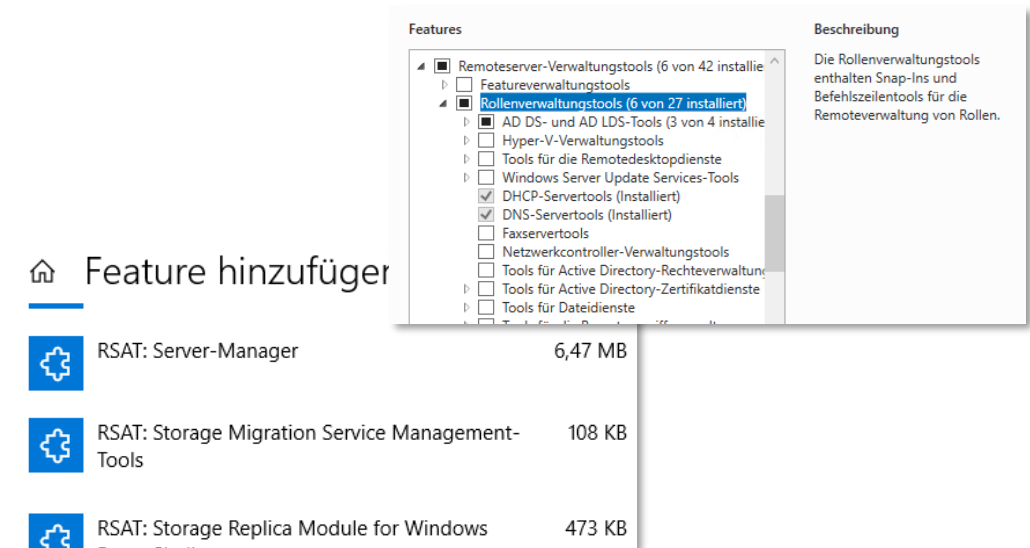 Features
Remoteserver-Verwaltungstools (6 von 42 installie
Featureverwaltungstools
Rollenverwaltungstools (6 von 27 installiert)
AD DS- und AD LDS-Tools (3 von 4 installie
Hyper-V-Verwaltungstools
Tools für die Remotedesktopdienste
Windows Server Update Services-Tools
DHCP-Servertools (Installiert)
DNS-Servertools (Installiert)
Faxservertools
Netzwerkcontroller-Verwaltungstools
Tools für Active Directory-Rechteverwaltung
Tools für Active Directory-Zertifikatdienste
Tools für Dateidienste
Beschreibung
Die Rollenverwaltungstools
enthalten Snap-Ins und
Befehlszeilentools für die
Remoteverwaltung von Rollen.
Feature hinzufüger
RSAT: Server-Manager 6,47 MB
RSAT: Storage Migration Service Management- 108 KB
Tools
RSAT: Storage Replica Module for Windows 473 KB